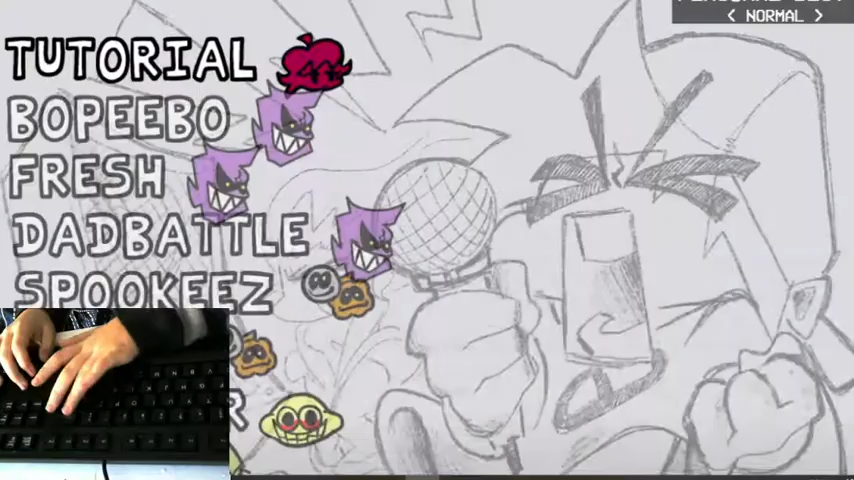 < NORMAL >
TUTORIAL
BOPEEBO
FRESH
DADBATTLE
SPOOKEEZ
R